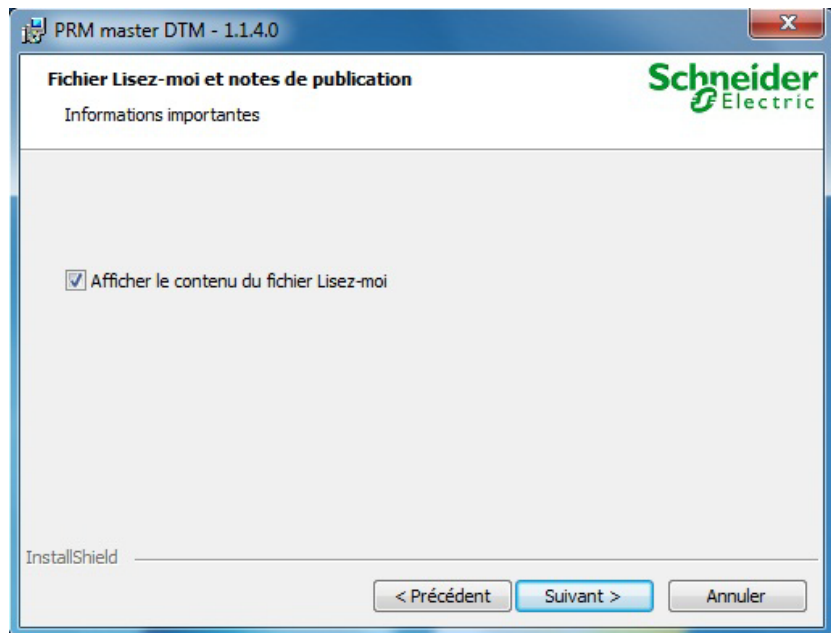 PRM master DTM - 1.1.4.0
Fichier Lisez-moi et notes de publication
Informations importantes
Schneider
Electric
Afficher le contenu du fichier Lisez-moi
InstallShield
< Précédent
Suivant >
Annuler